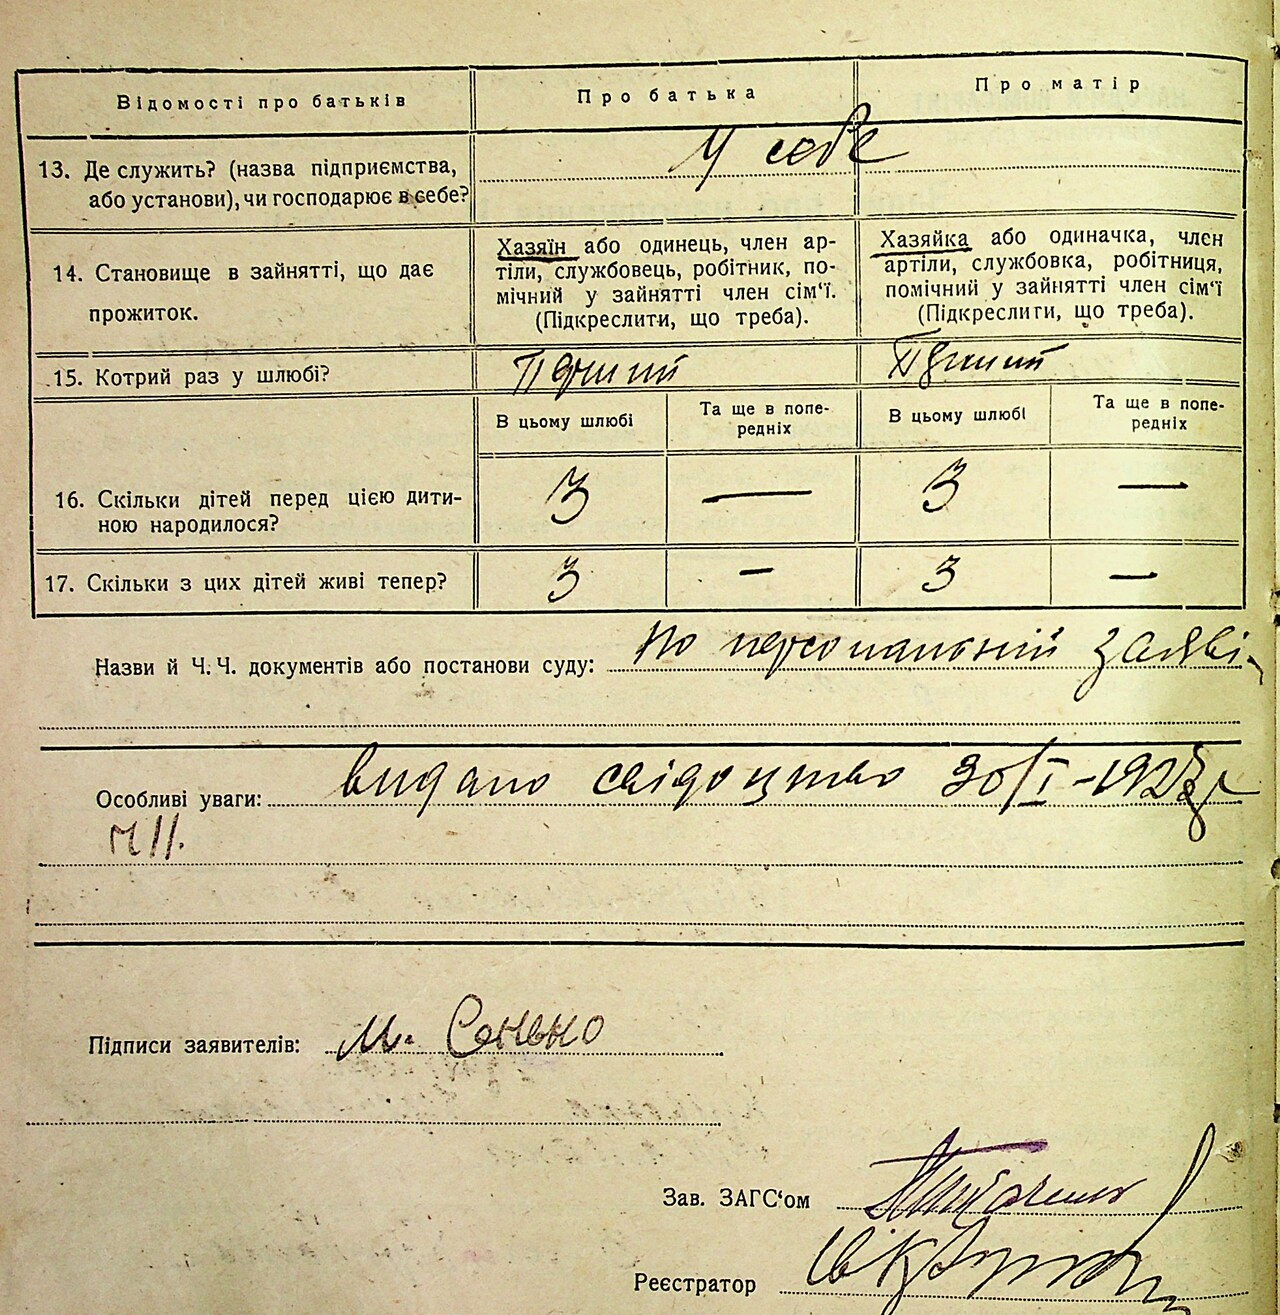 Відомості про батьків
Про батька
Про матір
13. Де служить? (назва підприємства,
або установи), чи господарює в себе?
У себе
14. Становище в зайнятті, що дає
прожиток.
Хазяїн або одинець, член ар-
тіли, службовець, робітник, по-
мічний у зайнятті член сім‘ї.
(Підкреслити, що треба).
Хазяйка або одиначка, член
артіли, службовка, робітниця,
помічний у зайнятті член сім‘ї
(Підкреслиги, що треба).
15. Котрий раз у шлюбі?
Перший
Перший
В цьому шлюбі
Та ще в попе-
редніх
В цьому шлюбі
Та ще в попе-
редніх
16. Скільки дітей перед цією дити-
ною народилося?
3 — 3 —
17. Скільки з цих дітей живі тепер?
3 — 3 —
Назви й Ч. Ч. документів або постанови суду: по персональній заяві
Особливі уваги: видано свідоцтво 30/I-
11.
Підписи заявителів: М. Сенько
Зав. ЗАГС‘ом
Реєстратор